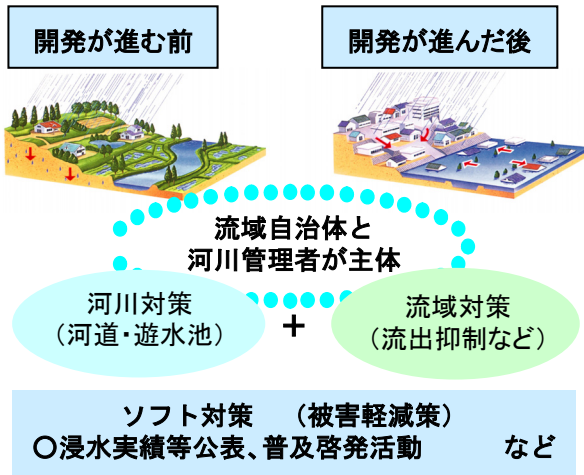 開発が進む前
開発が進んだ後
流域自治体と
河川管理者が主体
河川対策
（河道・遊水池）
+
流域対策
（流出抑制など）
ソフト対策　（被害軽減策）
〇浸水実績等公表、普及啓発活動　　　など